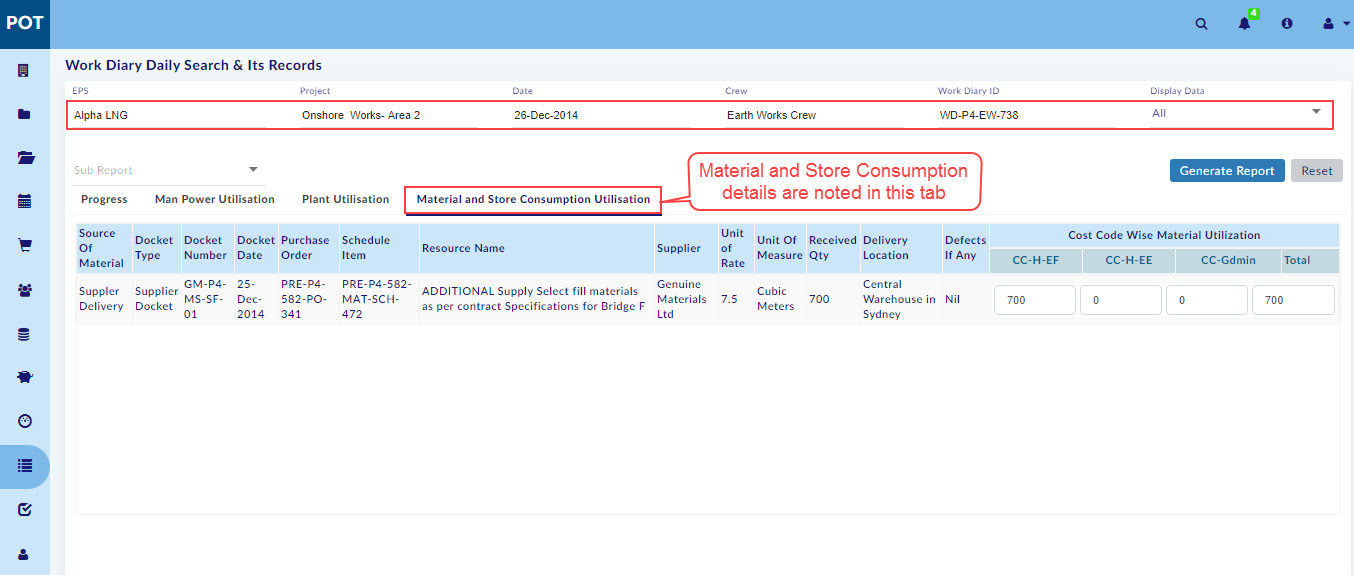 POT
4
Work Diary Daily Search & Its Records
EPS Project Date Crew Work Diary ID Display Data
Alpha LNG Onshore Works- Area 2 26-Dec-2014 Earth Works Crew WD-P4-EW-738 All
Sub Report
Generate Report Reset
Material and Store Consumption
details are noted in this tab
Progress Man Power Utilisation Plant Utilisation Material and Store Consumption Utilisation
Source
Of
Material
Docket
Type
Docket
Number
Docket
Date
Purchase
Order
Schedule
Item
Resource Name
Supplier
Unit
of
Rate
Unit Of
Measure
Received
Qty
Delivery
Location
Defects
If Any
Cost Code Wise Material Utilization
CC-H-EF CC-H-EE CC-Gdmin Total
Suppler
Delivery
Supplier
Docket
GM-P4-
MS-SF-
01
25-
Dec-
2014
PRE-P4-
582-PO-
341
PRE-P4-582-
MAT-SCH-
472
ADDITIONAL Supply Select fill materials
as per contract Specifications for Bridge F
Genuine
Materials
Ltd
7.5
Cubic
Meters
700
Central
Warehouse in
Sydney
Nil
700 0 0 700